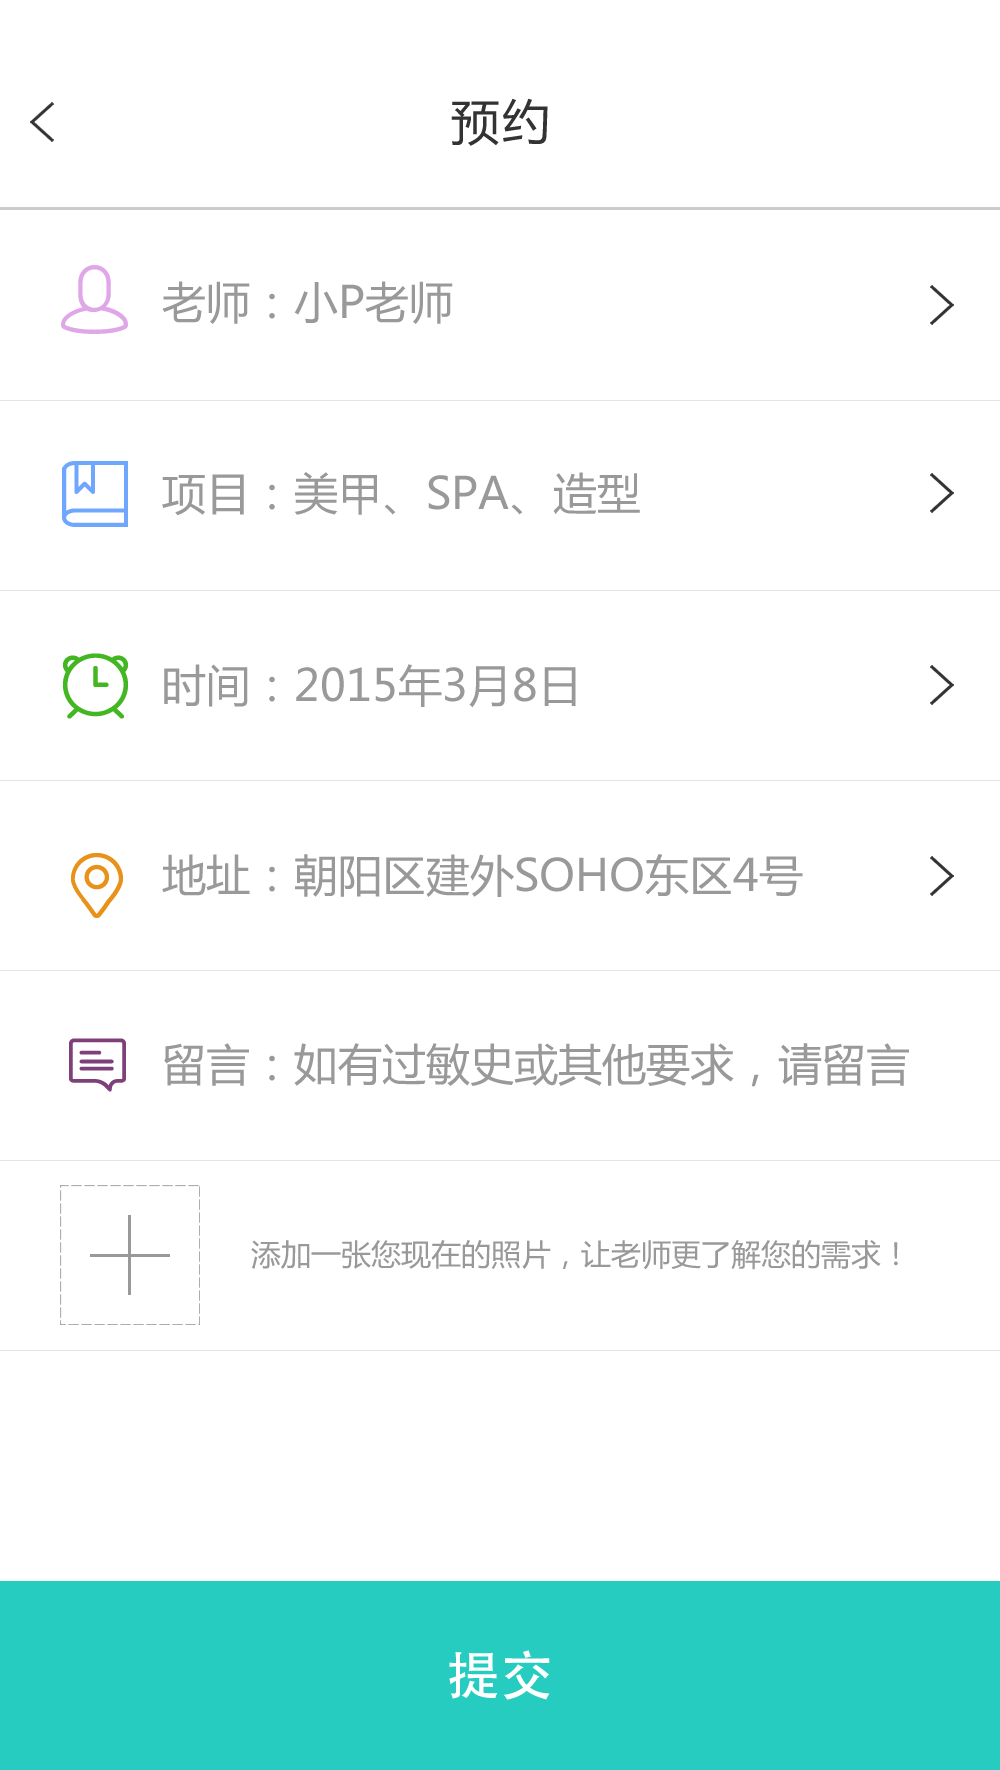 预约
老师：小P老师
项目：美甲、SPA、造型
时间：2015年3月8日
地址：朝阳区建外SOHO东区4号
留言：如有过敏史或其他要求，请留言
添加一张您现在的照片，让老师更了解您的需求！
提交